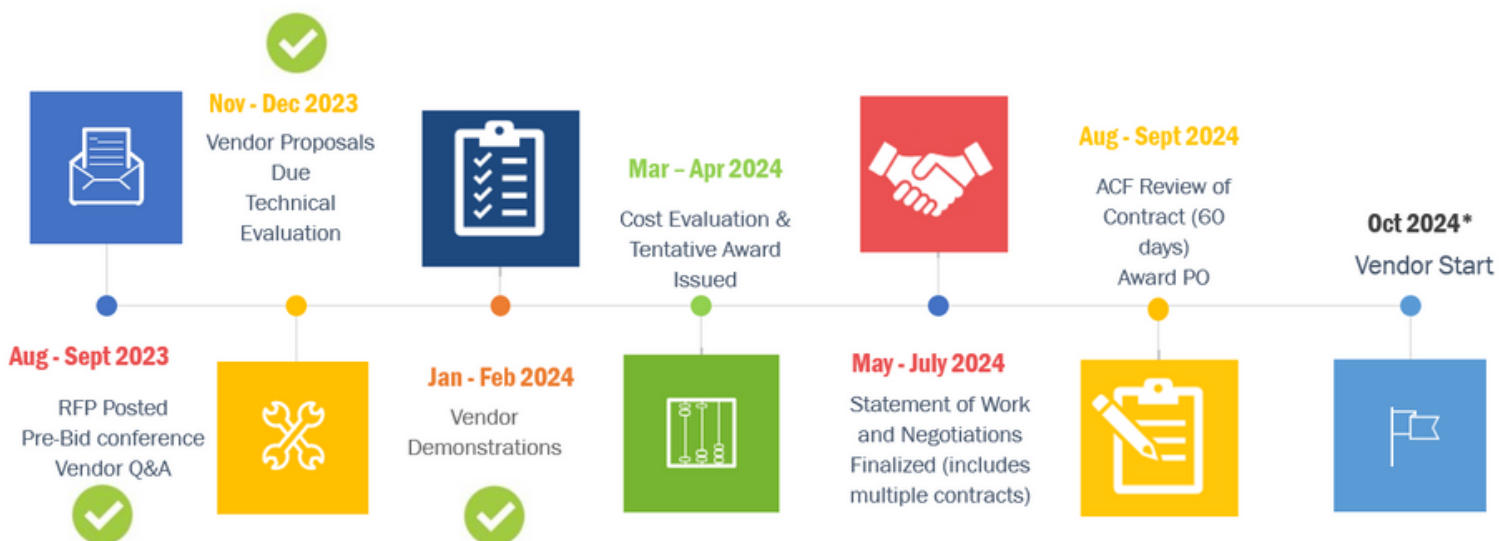 Aug - Sept 2023
RFP Posted
Pre-Bid conference
Vendor Q&A
Nov - Dec 2023
Vendor Proposals
Due
Technical
Evaluation
Jan - Feb 2024
Vendor
Demonstrations
Mar – Apr 2024
Cost Evaluation &
Tentative Award
Issued
May - July 2024
Statement of Work
and Negotiations
Finalized (includes
multiple contracts)
Aug - Sept 2024
ACF Review of
Contract (60
days)
Award PO
Oct 2024*
Vendor Start